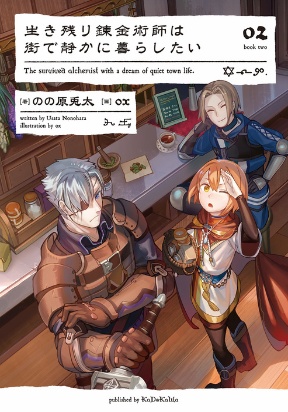 生き残り錬金術師は
街で静かに暮らしたい
02
book two
The survived alchemist with a dream of quiet town life.
[著] のの原兎太 [画] ox
written by Usata Nonohara
illustration by ox
published by KaDoKaWa